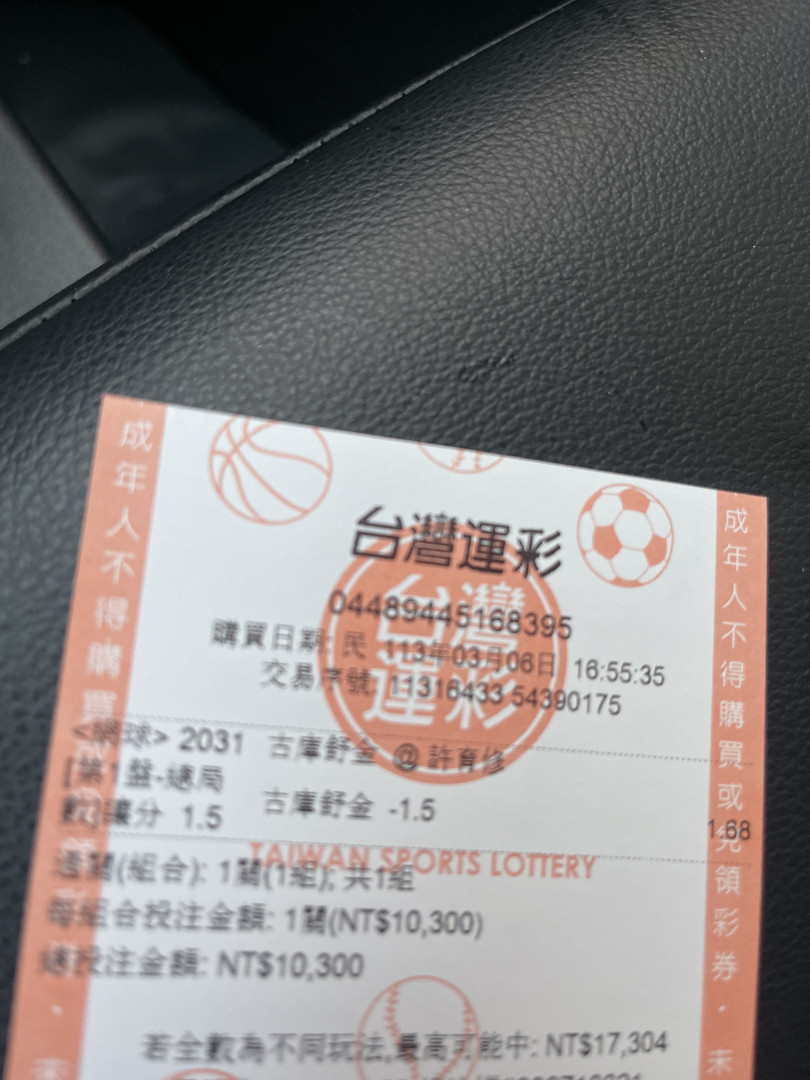 台灣運彩
04489445168395
購買日期: 民 113年03月06日 16:55:35
交易序號: 11316433 54390175
<網球> 2031 古庫舒金 @ 許育修
[第1盤-總局
數]讓分 1.5 古庫舒金 -1.5 1.68
過關(組合): 1關(1組); 共1組
每組合投注金額: 1關(NT$10,300)
總投注金額: NT$10,300
若全數為不同玩法,最高可能中: NT$17,304
台灣
運彩
TAIWAN SPORTS LOTTERY
成年人不得購買
成年人不得購買或兌領彩券・未